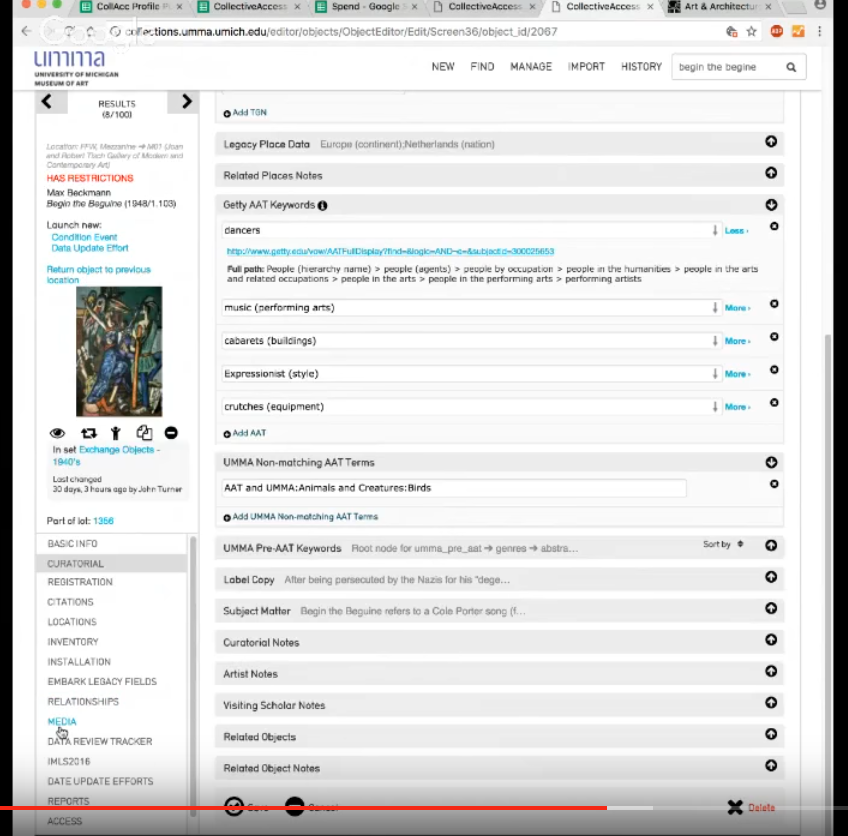 CollAcc Profile
CollectiveAccess
Spend - Google
CollectiveAccess
CollectiveAccess
Art & Architectur
collections.umma.umich.edu/editor/objects/ObjectEditor/Edit/Screen36/object_id/2067
umma
UNIVERSITY OF MICHIGAN
MUSEUM OF ART
NEW FIND MANAGE IMPORT HISTORY begin the begine
RESULTS
(8/100)
Location: FFW, Mezzanine ➔ M01 (Joan
and Robert Tisch Gallery of Modern and
Contemporary Art)
HAS RESTRICTIONS
Max Beckmann
Begin the Beguine (1948/1.103)
Launch new:
Condition Event
Data Update Effort
Return object to previous
location
In set Exchange Objects -
1940's
Last changed
30 days, 3 hours ago by John Turner
Part of lot: 1356
BASIC INFO
CURATORIAL
REGISTRATION
CITATIONS
LOCATIONS
INVENTORY
INSTALLATION
EMBARK LEGACY FIELDS
RELATIONSHIPS
MEDIA
DATA REVIEW TRACKER
IMLS2016
DATE UPDATE EFFORTS
REPORTS
ACCESS
Add TGN
Legacy Place Data Europe (continent);Netherlands (nation)
Related Places Notes
Getty AAT Keywords
dancers Less ›
http://www.getty.edu/vow/AATFullDisplay?find=&logic=AND¬e=&subjectid=300025653
Full path: People (hierarchy name) > people (agents) > people by occupation > people in the humanities > people in the arts
and related occupations > people in the arts > people in the performing arts > performing artists
music (performing arts) More ›
cabarets (buildings) More ›
Expressionist (style) More ›
crutches (equipment) More ›
Add AAT
UMMA Non-matching AAT Terms
AAT and UMMA:Animals and Creatures:Birds
Add UMMA Non-matching AAT Terms
UMMA Pre-AAT Keywords Root node for umma_pre_aat ➔ genres ➔ abstra... Sort by
Label Copy After being persecuted by the Nazis for his "dege...
Subject Matter Begin the Beguine refers to a Cole Porter song (f...
Curatorial Notes
Artist Notes
Visiting Scholar Notes
Related Objects
Related Object Notes
Save Cancel Delete